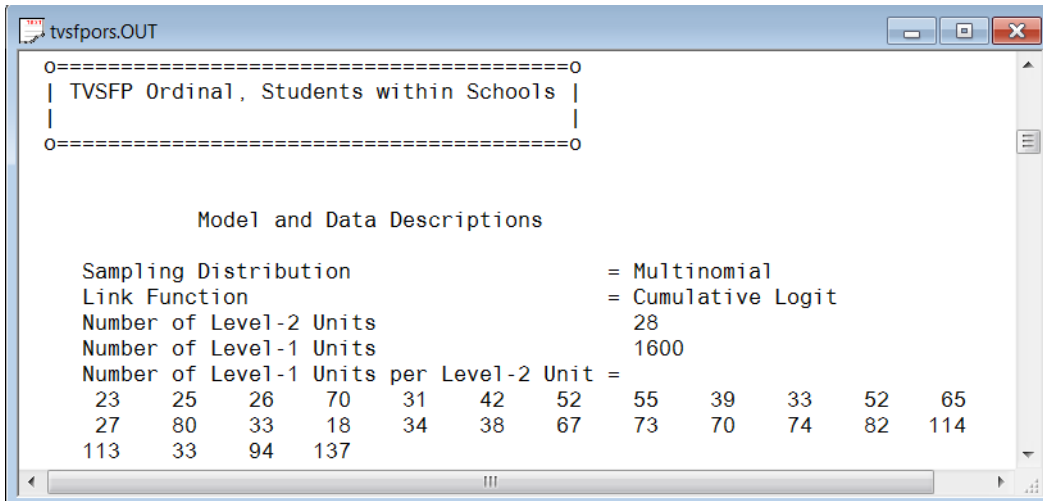 tvsfpors.OUT
o========================================o
| TVSFP Ordinal, Students within Schools |
| |
o========================================o
Model and Data Descriptions
Sampling Distribution = Multinomial
Link Function = Cumulative Logit
Number of Level-2 Units 28
Number of Level-1 Units 1600
Number of Level-1 Units per Level-2 Unit =
23 25 26 70 31 42 52 55 39 33 52 65
27 80 33 18 34 38 67 73 70 74 82 114
113 33 94 137